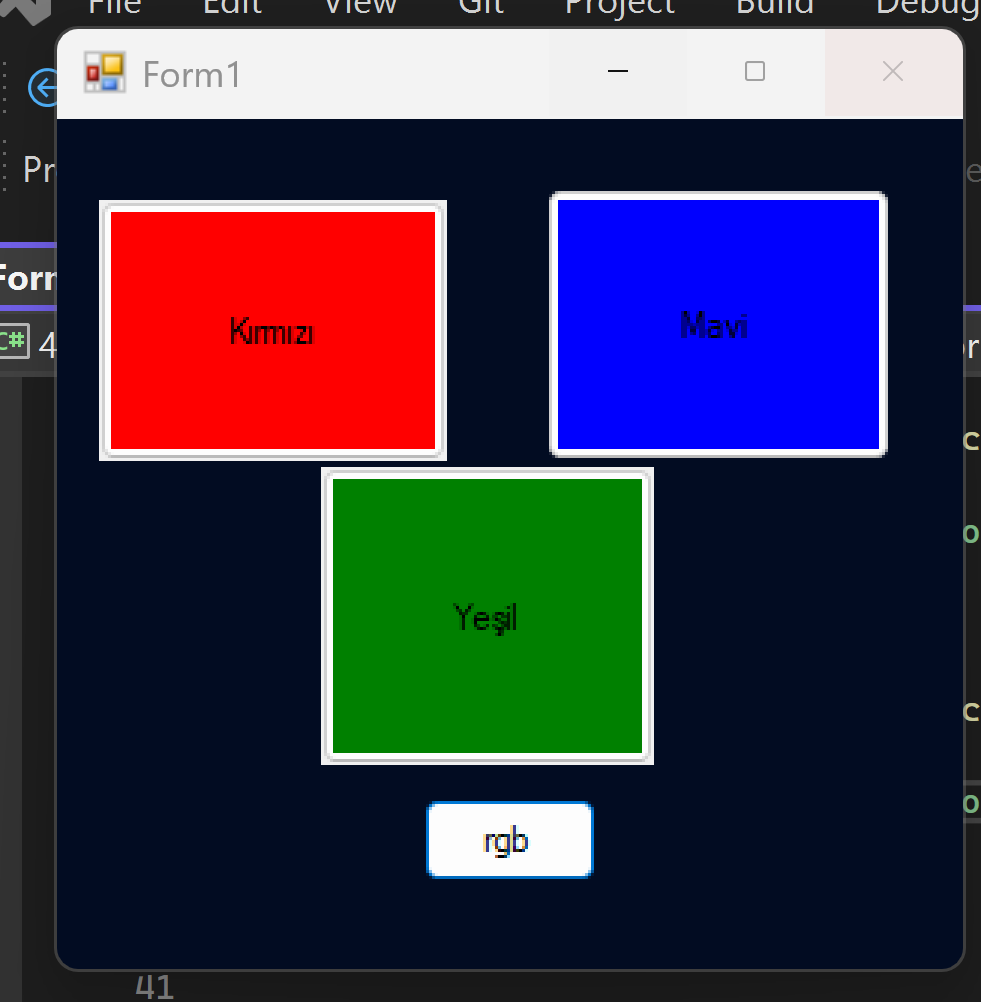 File Edit View Git Project Build Debug
Form1
Pr
Form
C# 4
Kırmızı
Mavi
Yeşil
rgb
41